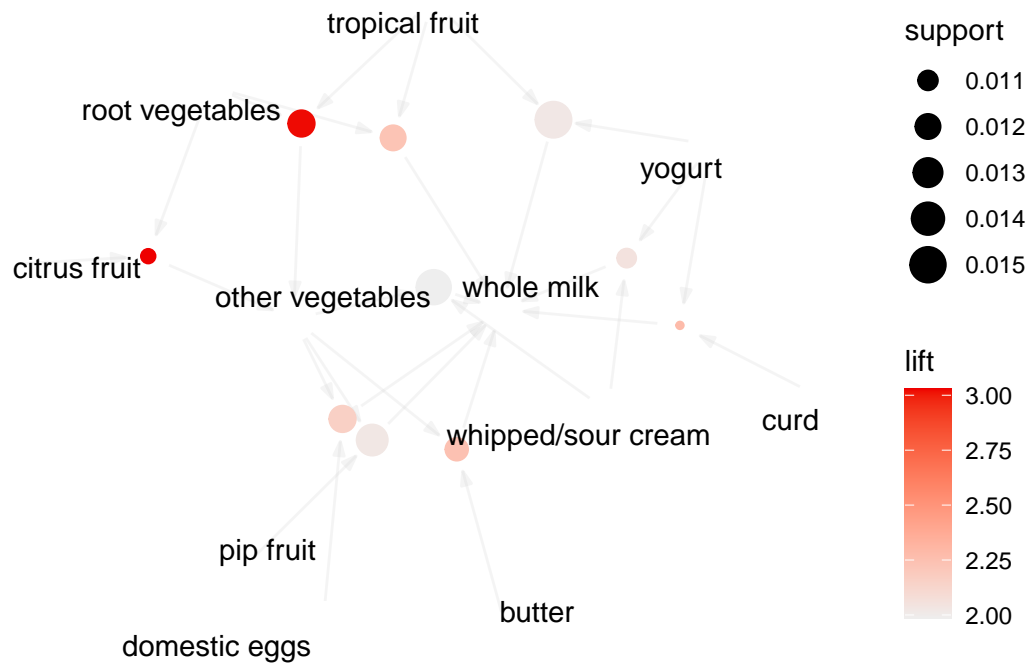 tropical fruit
root vegetables
yogurt
citrus fruit
other vegetables
whole milk
whipped/sour cream
curd
pip fruit
butter
domestic eggs
support
0.011
0.012
0.013
0.014
0.015
lift
3.00
2.75
2.50
2.25
2.00